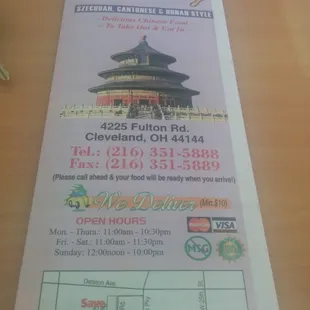 SZECHUAN, CANTONESE & HUNAN STYLE
Delicious Chinese Food
To Take Out & Eat In
4225 Fulton Rd.
Cleveland, OH 44144
Tel.: (216) 351-5888
Fax: (216) 351-5889
(Please call ahead & your food will be ready when you arrive!)
We Deliver (Min.$10)
OPEN HOURS
Mon. - Thurs.: 11:00am - 10:30pm
Fri. - Sat.: 11:00am - 11:30pm
Sunday: 12:00noon - 10:00pm
VISA
MSG
Denison Ave.